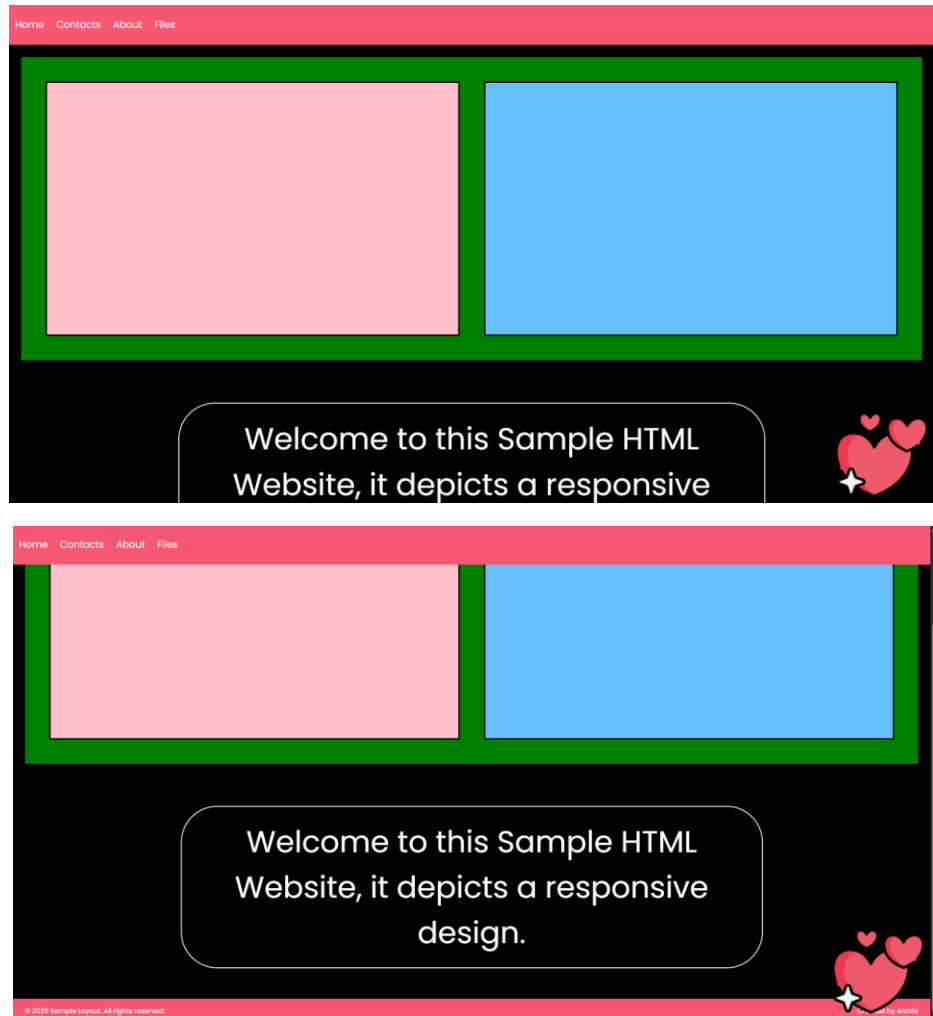 Home Contacts About Files
Welcome to this Sample HTML
Website, it depicts a responsive
Home Contacts About Files
Welcome to this Sample HTML
Website, it depicts a responsive
design.
© 2025 Sample Layout. All rights reserved.
by Archie